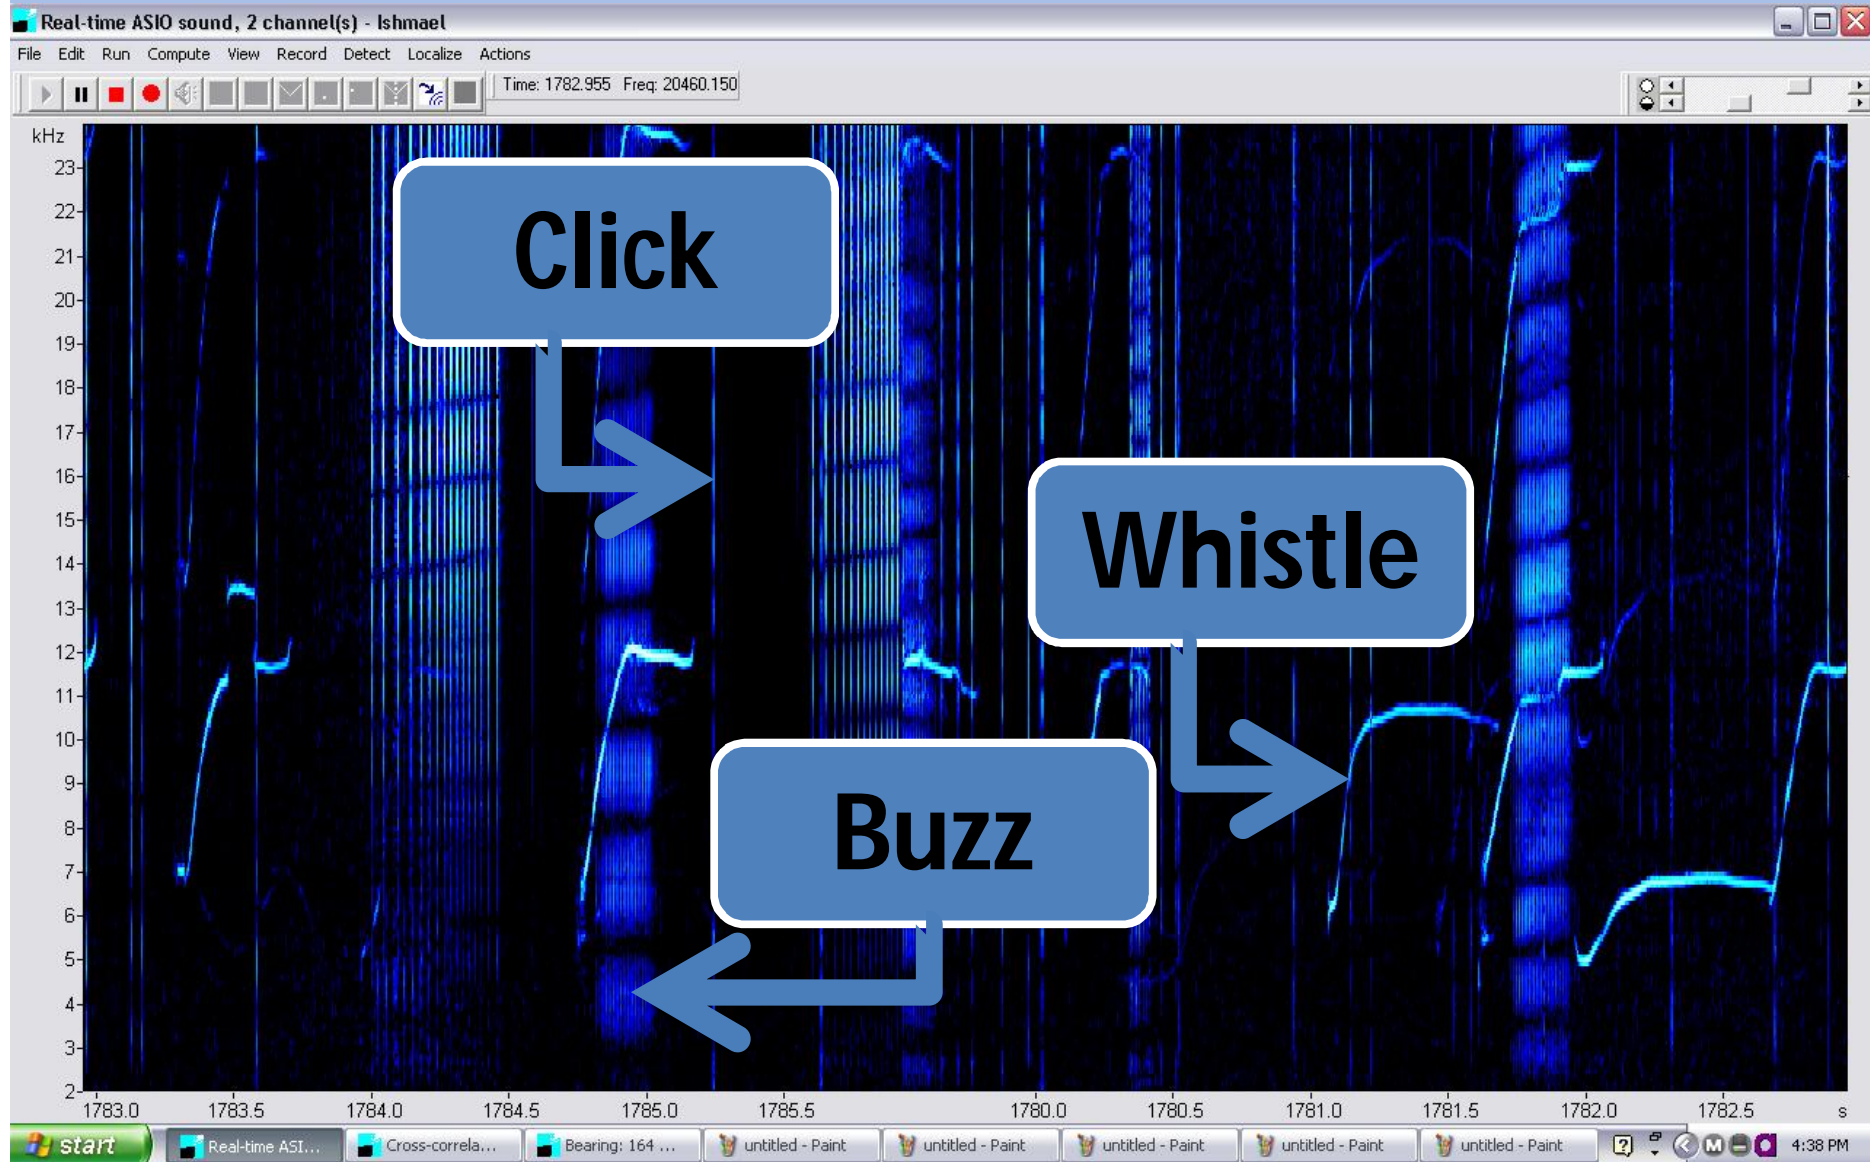 Real-time ASIO sound, 2 channel(s) - Ishmael
File Edit Run Compute View Record Detect Localize Actions
Time: 1782.955 Freq: 20460.150
kHz
23
22
21
20
19
18
17
16
15
14
13
12
11
10
9
8
7
6
5
4
3
2
Click
Whistle
Buzz
1783.0 1783.5 1784.0 1784.5 1785.0 1785.5 1780.0 1780.5 1781.0 1781.5 1782.0 1782.5 s
start Real-time ASI... Cross-correla... Bearing: 164 ... untitled - Paint untitled - Paint untitled - Paint untitled - Paint untitled - Paint ? M 4:38 PM